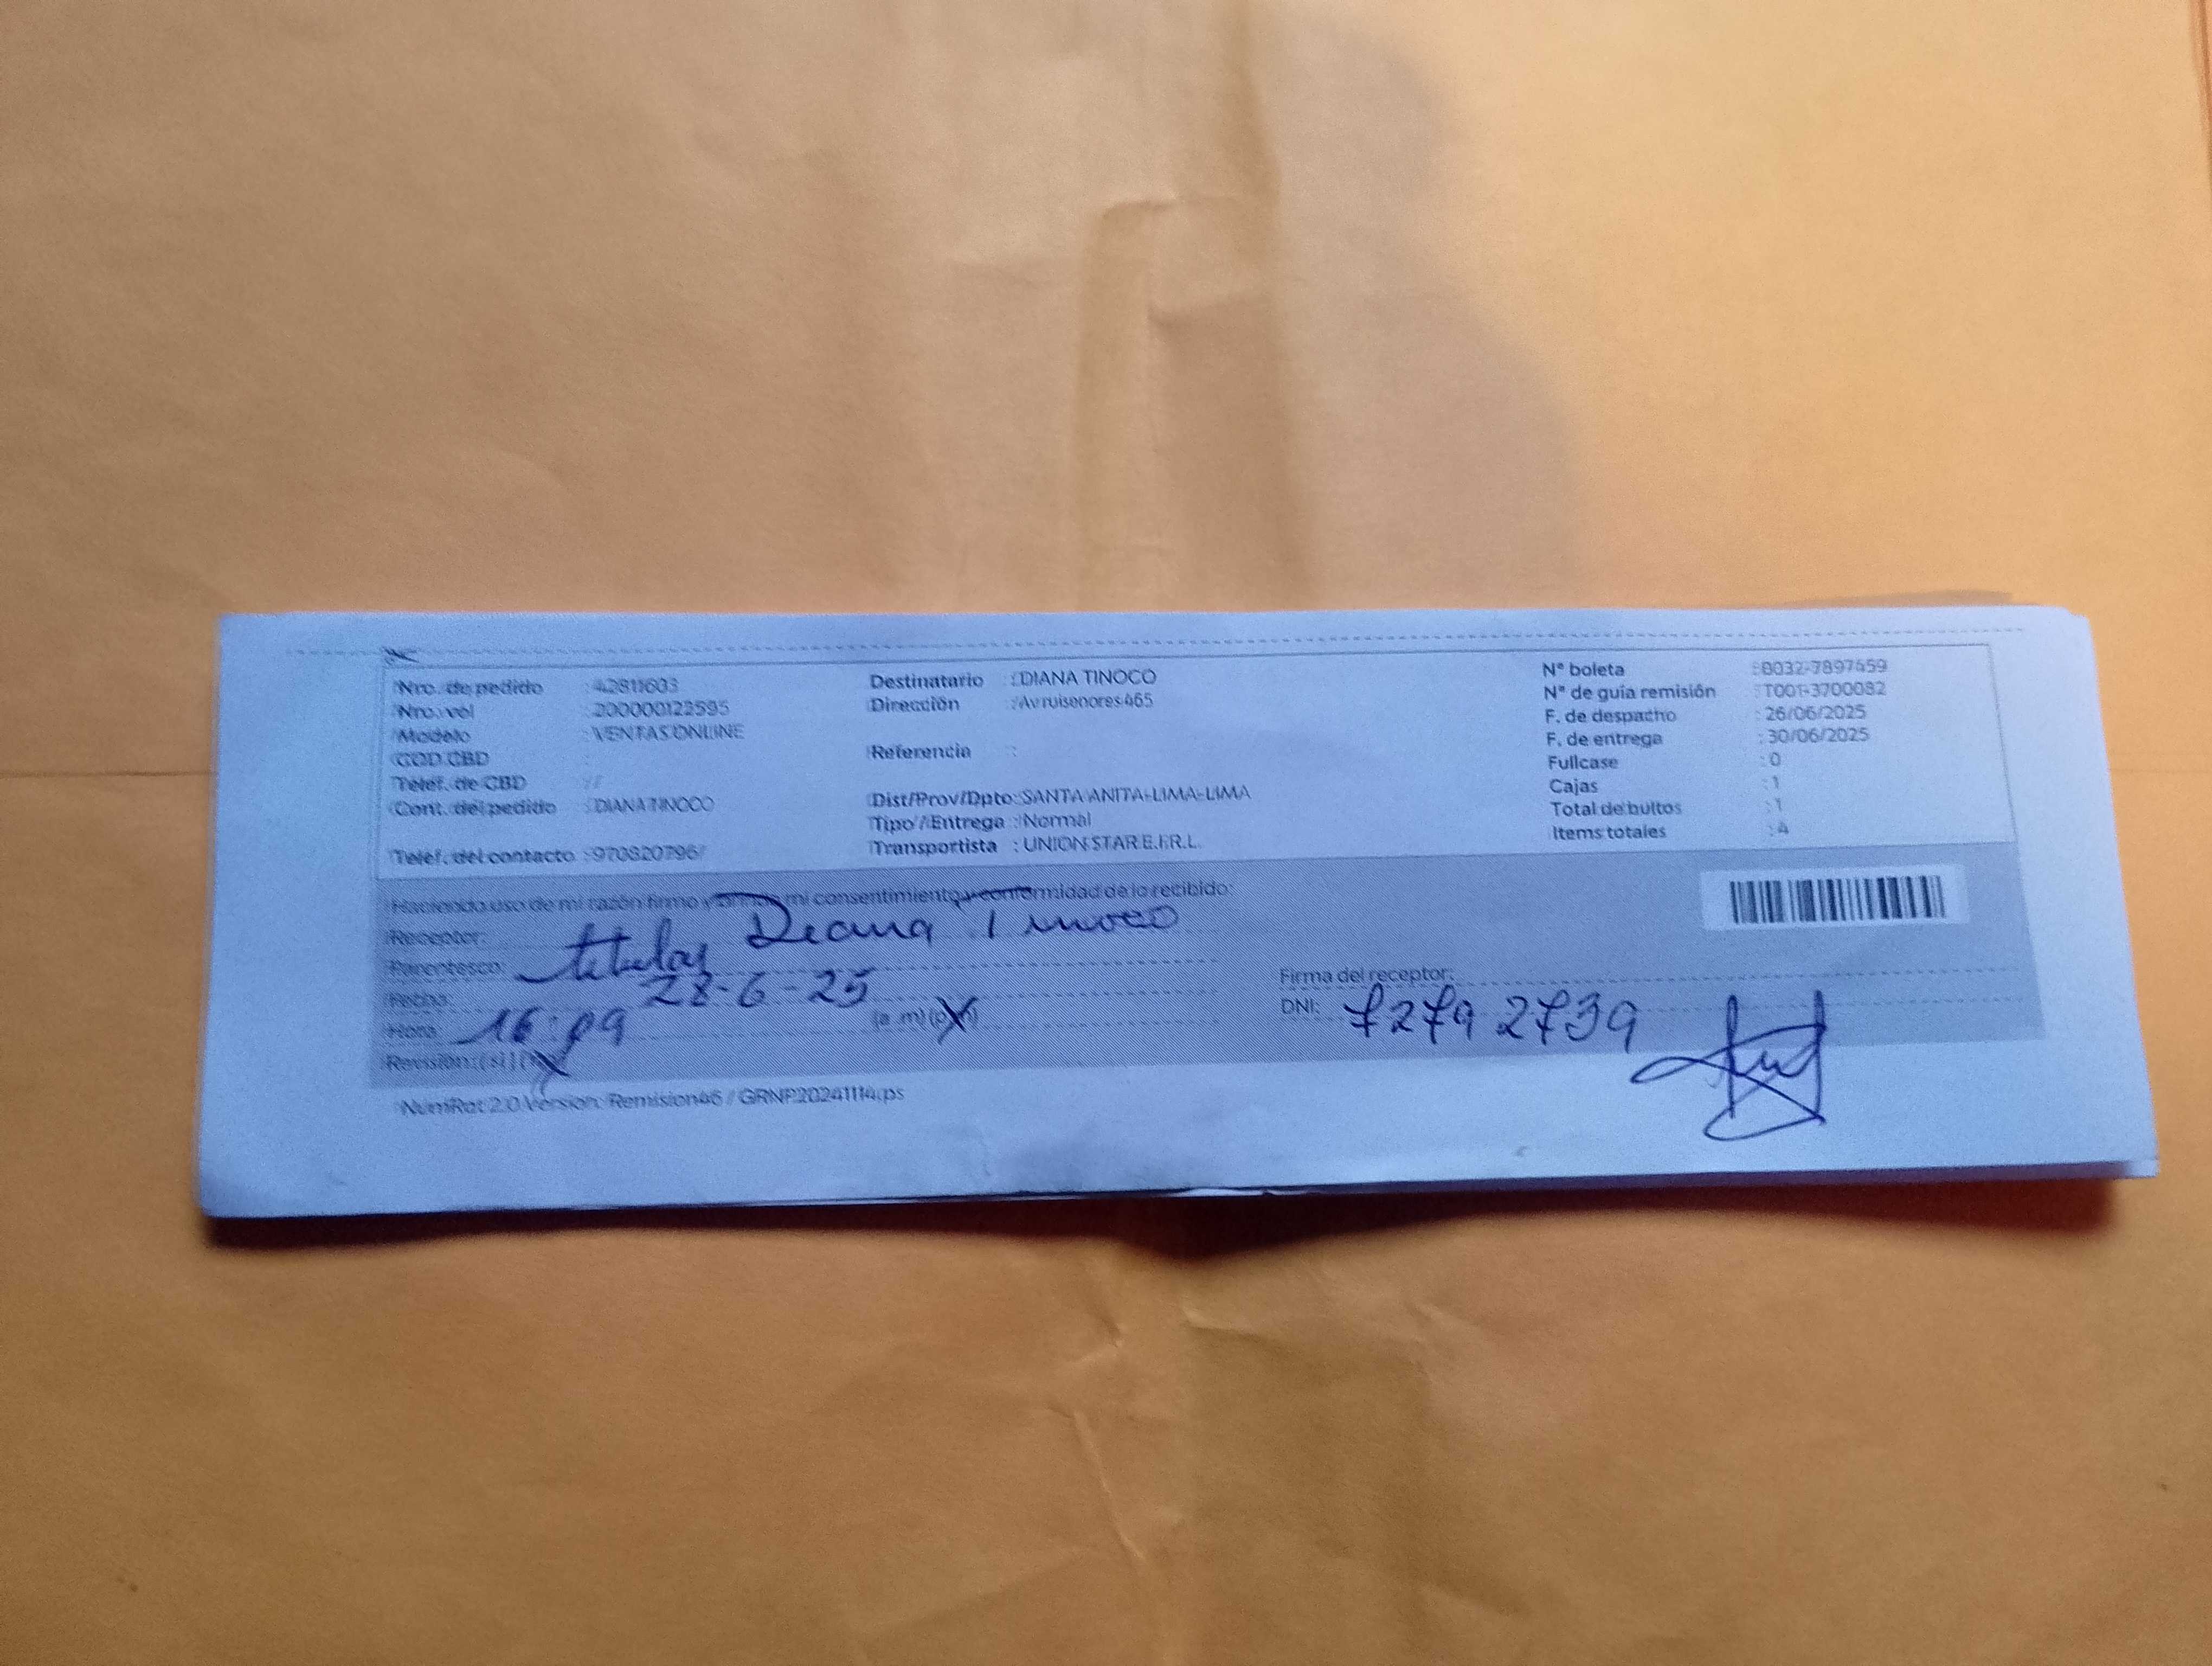 Nro. de pedido : 42811603
Nro. vol : 200000123595
Modelo : VENTAS ONLINE
COD CBD :
Teléf. de CBD : /
Cont. del pedido : DIANA TINOCO
Teléf. del contacto : 970820796/
Destinatario : DIANA TINOCO
Dirección : Av ruisenores 465
Referencia :
Dist/Prov/Dpto : SANTA ANITA-LIMA-LIMA
Tipo / Entrega : Normal
Transportista : UNION STAR E.I.R.L.
N° boleta : B032-7897459
N° de guía remisión : T001-3700082
F. de despacho : 26/06/2025
F. de entrega : 30/06/2025
Fullcase : 0
Cajas : 1
Total de bultos : 1
Items totales : 4
Haciendo uso de mi razón firmo y mi consentimiento y conformidad de lo recibido:
Receptor: Diana Tinoco
Parentesco: titular
Fecha: 28-6-25
Hora: 16:09 (a .m) (p.m)
Revisión: (si)
Firma del receptor:
DNI: 72792739
NumRat 2.0 Version: Remision46 / GRNP20241114.ps